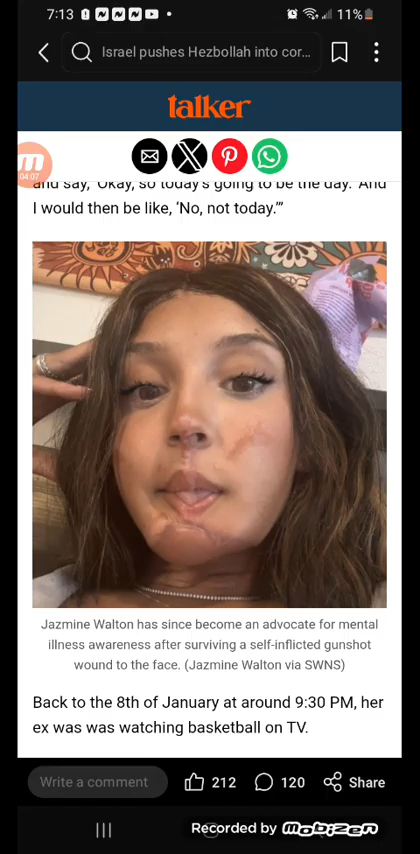 7:13
11%
Israel pushes Hezbollah into cor...
talker
04:07
and say, 'Okay, so today's going to be the day.' And
I would then be like, 'No, not today.'"
Jazmine Walton has since become an advocate for mental
illness awareness after surviving a self-inflicted gunshot
wound to the face. (Jazmine Walton via SWNS)
Back to the 8th of January at around 9:30 PM, her
ex was was watching basketball on TV.
Write a comment
212
120
Share
Recorded by mobizen